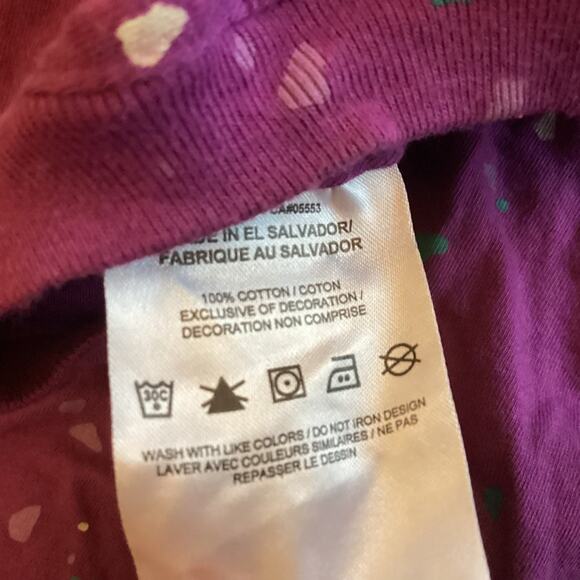 CA#05553
IN EL SALVADOR/
FABRIQUE AU SALVADOR
100% COTTON / COTON
EXCLUSIVE OF DECORATION /
DECORATION NON COMPRISE
30C
WASH WITH LIKE COLORS / DO NOT IRON DESIGN
LAVER AVEC COULEURS SIMILAIRES / NE PAS
REPASSER LE DESSIN